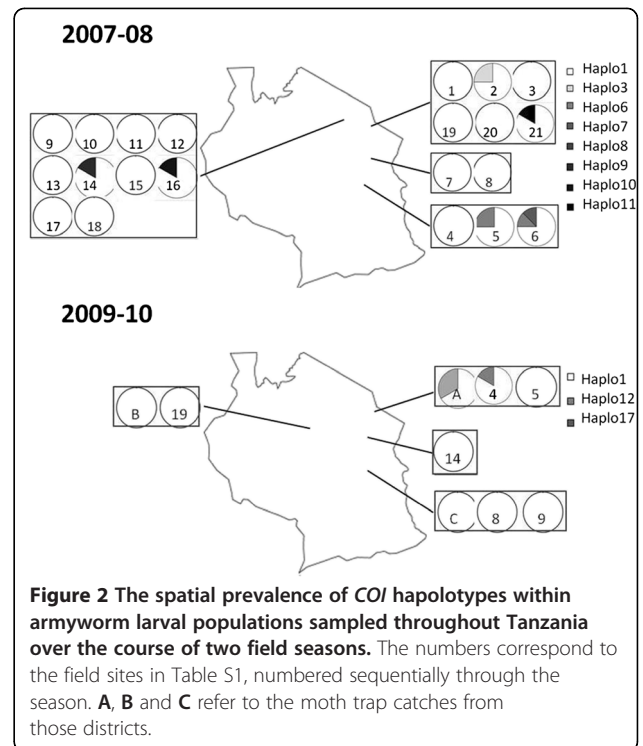 2007-08
1 2 3
19 20 21
Haplo1
Haplo3
Haplo6
Haplo7
Haplo8
Haplo9
Haplo10
Haplo11
9 10 11 12
13 14 15 16
17 18
7 8
4 5 6
2009-10
A 4 5
Haplo1
Haplo12
Haplo17
B 19
14
C 8 9
Figure 2 The spatial prevalence of COI hapolotypes within
armyworm larval populations sampled throughout Tanzania
over the course of two field seasons. The numbers correspond to
the field sites in Table S1, numbered sequentially through the
season. A, B and C refer to the moth trap catches from
those districts.